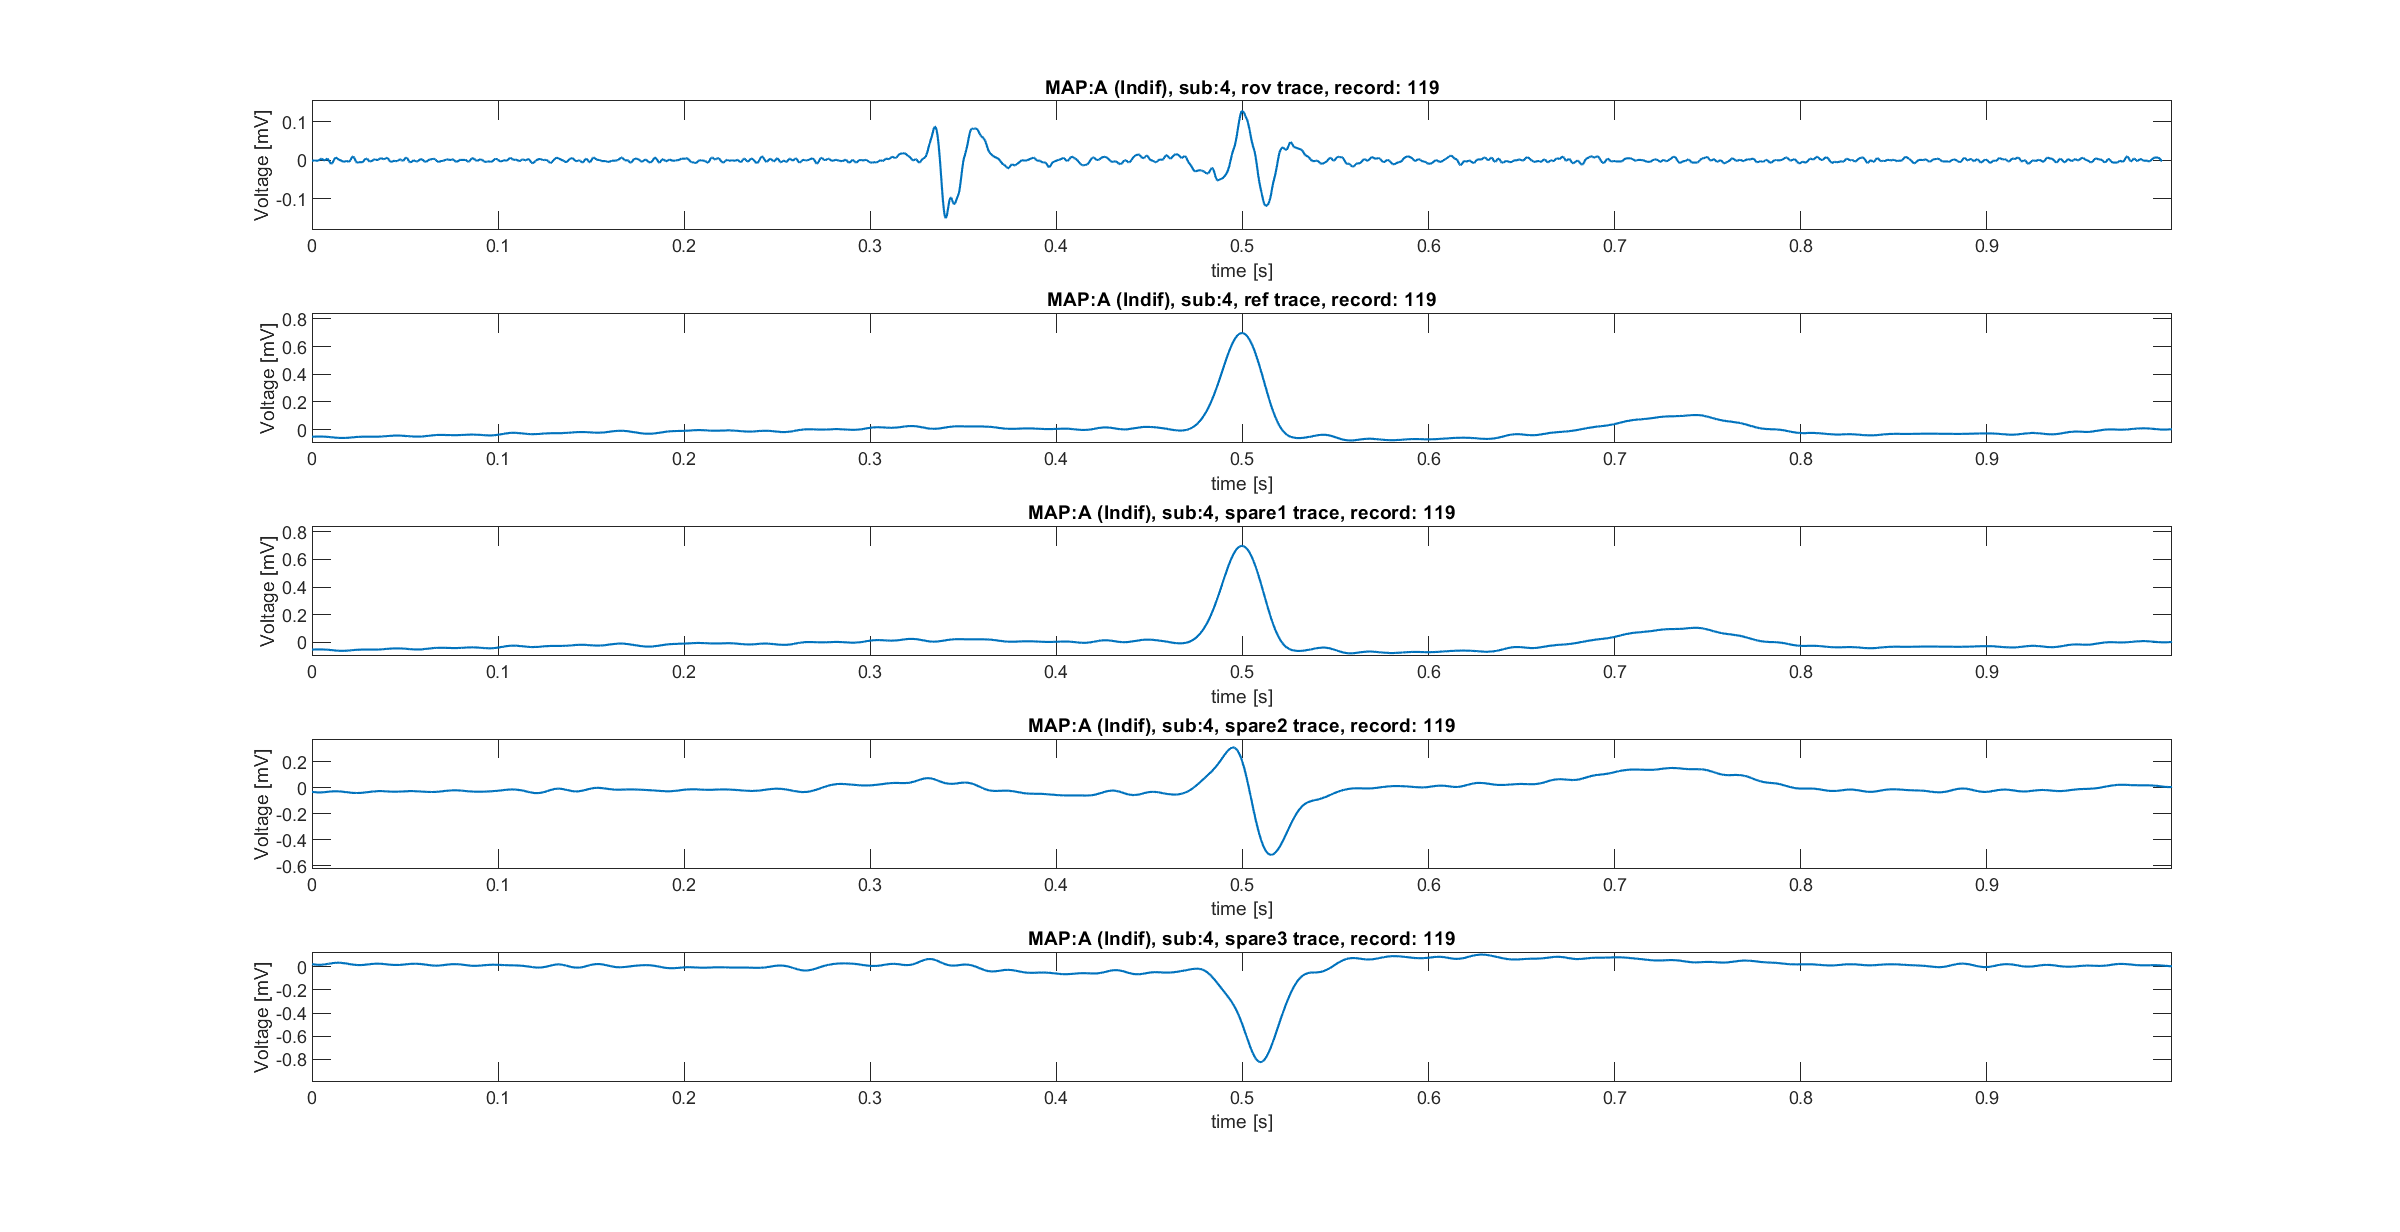 MAP:A (Indif), sub:4, rov trace, record: 119
Voltage [mV]
0.1
0
-0.1
0 0.1 0.2 0.3 0.4 0.5 0.6 0.7 0.8 0.9
time [s]
MAP:A (Indif), sub:4, ref trace, record: 119
Voltage [mV]
0.8
0.6
0.4
0.2
0
0 0.1 0.2 0.3 0.4 0.5 0.6 0.7 0.8 0.9
time [s]
MAP:A (Indif), sub:4, spare1 trace, record: 119
Voltage [mV]
0.8
0.6
0.4
0.2
0
0 0.1 0.2 0.3 0.4 0.5 0.6 0.7 0.8 0.9
time [s]
MAP:A (Indif), sub:4, spare2 trace, record: 119
Voltage [mV]
0.2
0
-0.2
-0.4
-0.6
0 0.1 0.2 0.3 0.4 0.5 0.6 0.7 0.8 0.9
time [s]
MAP:A (Indif), sub:4, spare3 trace, record: 119
Voltage [mV]
0
-0.2
-0.4
-0.6
-0.8
0 0.1 0.2 0.3 0.4 0.5 0.6 0.7 0.8 0.9
time [s]